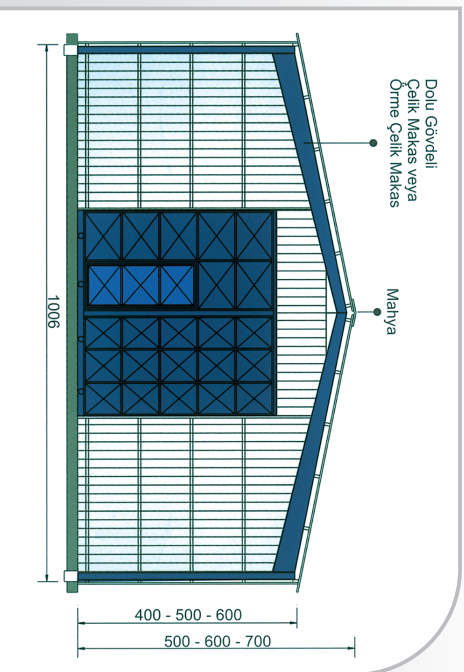 Dolu Gövdeli
Çelik Makas veya
Örme Çelik Makas
Mahya
1006
400 - 500 - 600
500 - 600 - 700